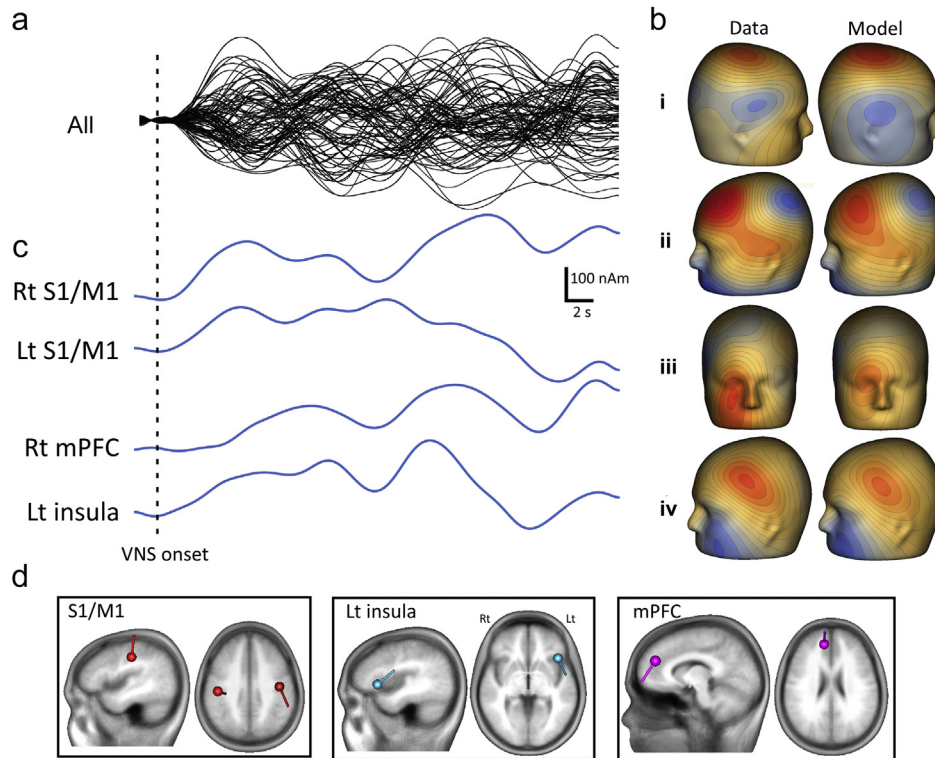 a
b
Data
Model
i
All
ii
c
100 nAm
2 s
Rt S1/M1
Lt S1/M1
iii
Rt mPFC
Lt insula
iv
VNS onset
d
S1/M1
Lt insula
Rt
Lt
mPFC